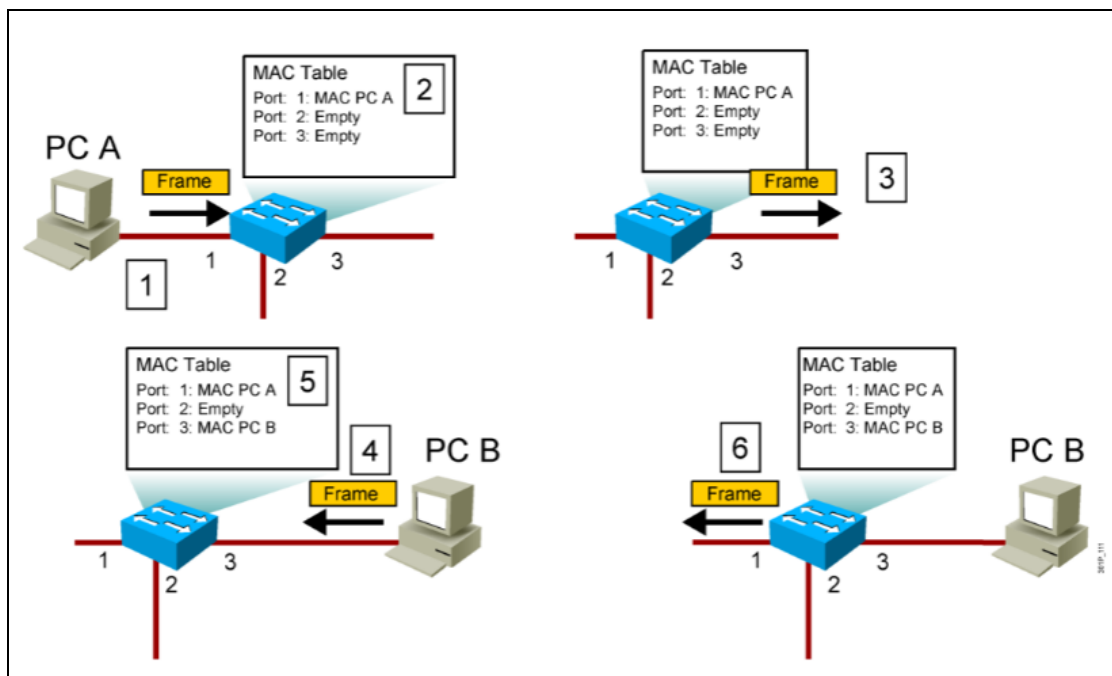 MAC Table
2
Port: 1: MAC PC A
Port: 2: Empty
Port: 3: Empty
PC A
Frame
1
2
3
1
MAC Table
Port: 1: MAC PC A
Port: 2: Empty
Port: 3: Empty
Frame
3
1
2
3
MAC Table
5
Port: 1: MAC PC A
Port: 2: Empty
Port: 3: MAC PC B
4
PC B
Frame
1
2
3
MAC Table
Port: 1: MAC PC A
Port: 2: Empty
Port: 3: MAC PC B
6
PC B
Frame
1
2
3